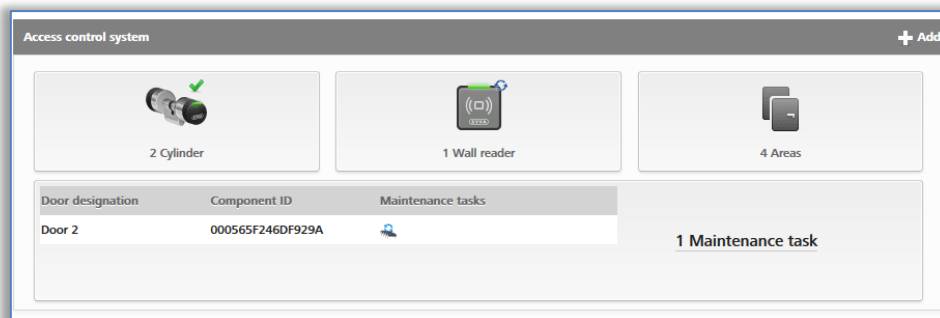 Access control system
Add
2 Cylinder
1 Wall reader
EVVA
4 Areas
Door designation Component ID Maintenance tasks
Door 2 000565F246DF929A
1 Maintenance task